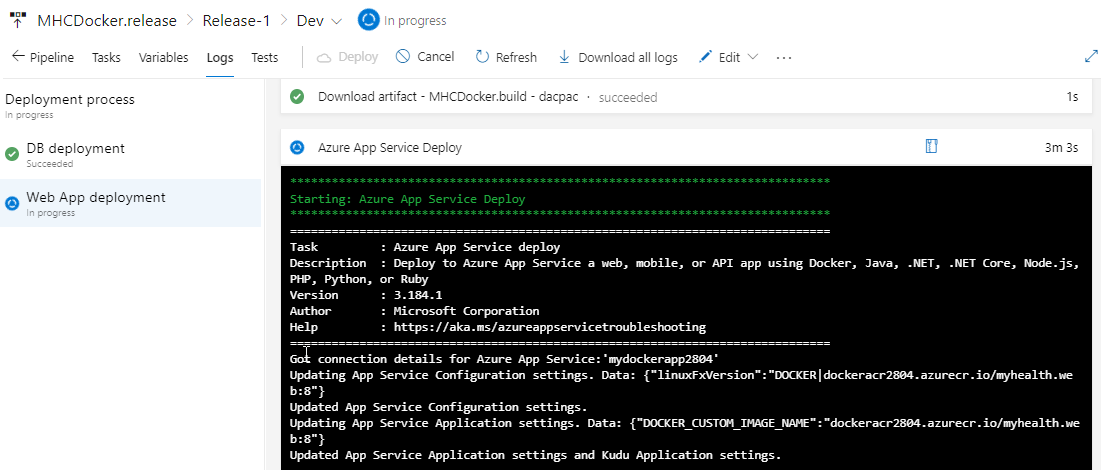 MHCDocker.release > Release-1 > Dev In progress
Pipeline Tasks Variables Logs Tests Deploy Cancel Refresh Download all logs Edit ...
Deployment process
In progress
DB deployment
Succeeded
Web App deployment
In progress
Download artifact - MHCDocker.build - dacpac · succeeded 1s
Azure App Service Deploy 3m 3s
******************************************************************************
Starting: Azure App Service Deploy
******************************************************************************
==============================================================================
Task : Azure App Service deploy
Description : Deploy to Azure App Service a web, mobile, or API app using Docker, Java, .NET, .NET Core, Node.js,
PHP, Python, or Ruby
Version : 3.184.1
Author : Microsoft Corporation
Help : https://aka.ms/azureappservicetroubleshooting
==============================================================================
Got connection details for Azure App Service:'mydockerapp2804'
Updating App Service Configuration settings. Data: {"linuxFxVersion":"DOCKER|dockeracr2804.azurecr.io/myhealth.we
b:8"}
Updated App Service Configuration settings.
Updating App Service Application settings. Data: {"DOCKER_CUSTOM_IMAGE_NAME":"dockeracr2804.azurecr.io/myhealth.we
b:8"}
Updated App Service Application settings and Kudu Application settings.